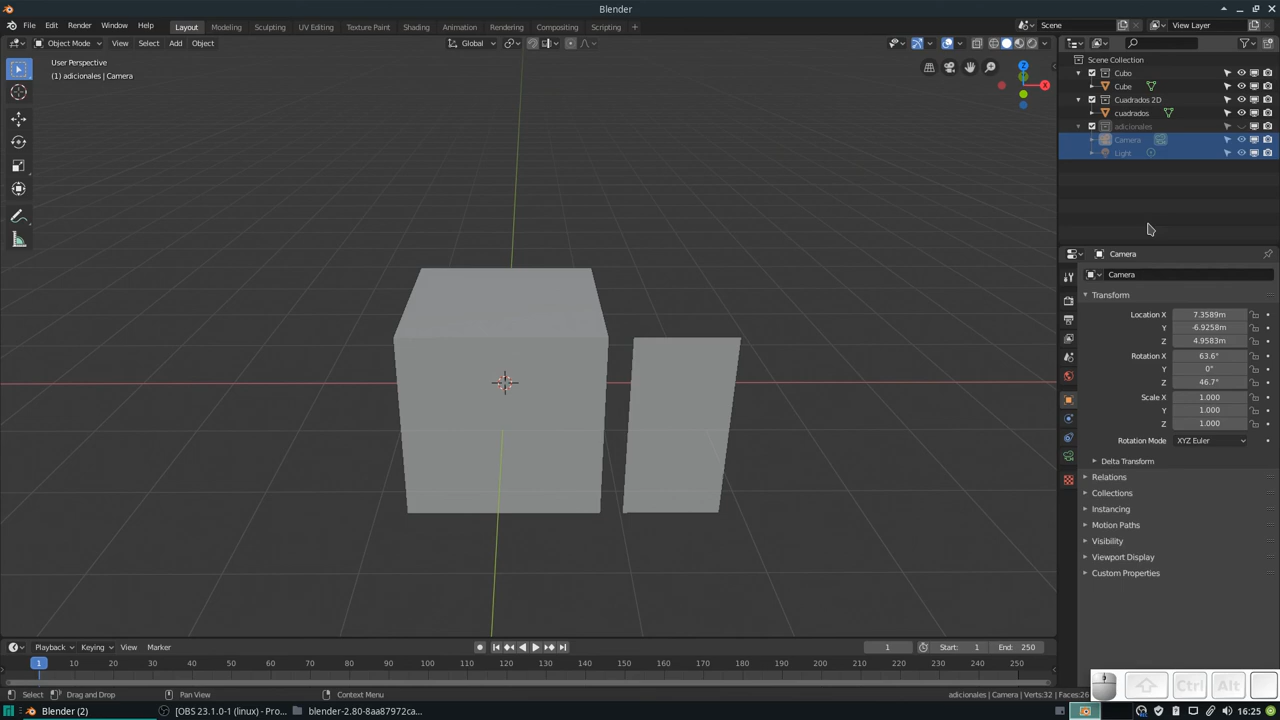 Blender
File Edit Render Window Help
Layout Modeling Sculpting UV Editing Texture Paint Shading Animation Rendering Compositing Scripting +
Scene
View Layer
Object Mode View Select Add Object
Global
User Perspective
(1) adicionales | Camera
Z
X
Scene Collection
Cubo
Cube
Cuadrados 2D
cuadrados
adicionales
Camera
Light
Camera
Camera
Transform
Location X 7.3589m
Y -6.9258m
Z 4.9583m
Rotation X 63.6°
Y 0°
Z 46.7°
Scale X 1.000
Y 1.000
Z 1.000
Rotation Mode XYZ Euler
Delta Transform
Relations
Collections
Instancing
Motion Paths
Visibility
Viewport Display
Custom Properties
Playback Keying View Marker
1
Start: 1 End: 250
1 10 20 30 40 50 60 70 80 90 100 110 120 130 140 150 160 170 180 190 200 210 220 230 240 250
Select Drag and Drop Pan View Context Menu
adicionales | Camera | Verts:32 | Faces:26
Ctrl Alt
Blender (2)
[OBS 23.1.0-1 (linux) - Pro...
blender-2.80-8aa87972ca...
16:25